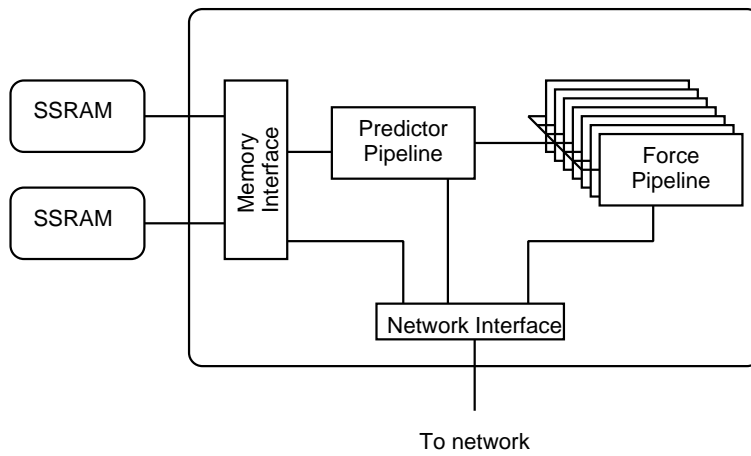 SSRAM
SSRAM
Memory
Interface
Predictor
Pipeline
Force
Pipeline
Network Interface
To network